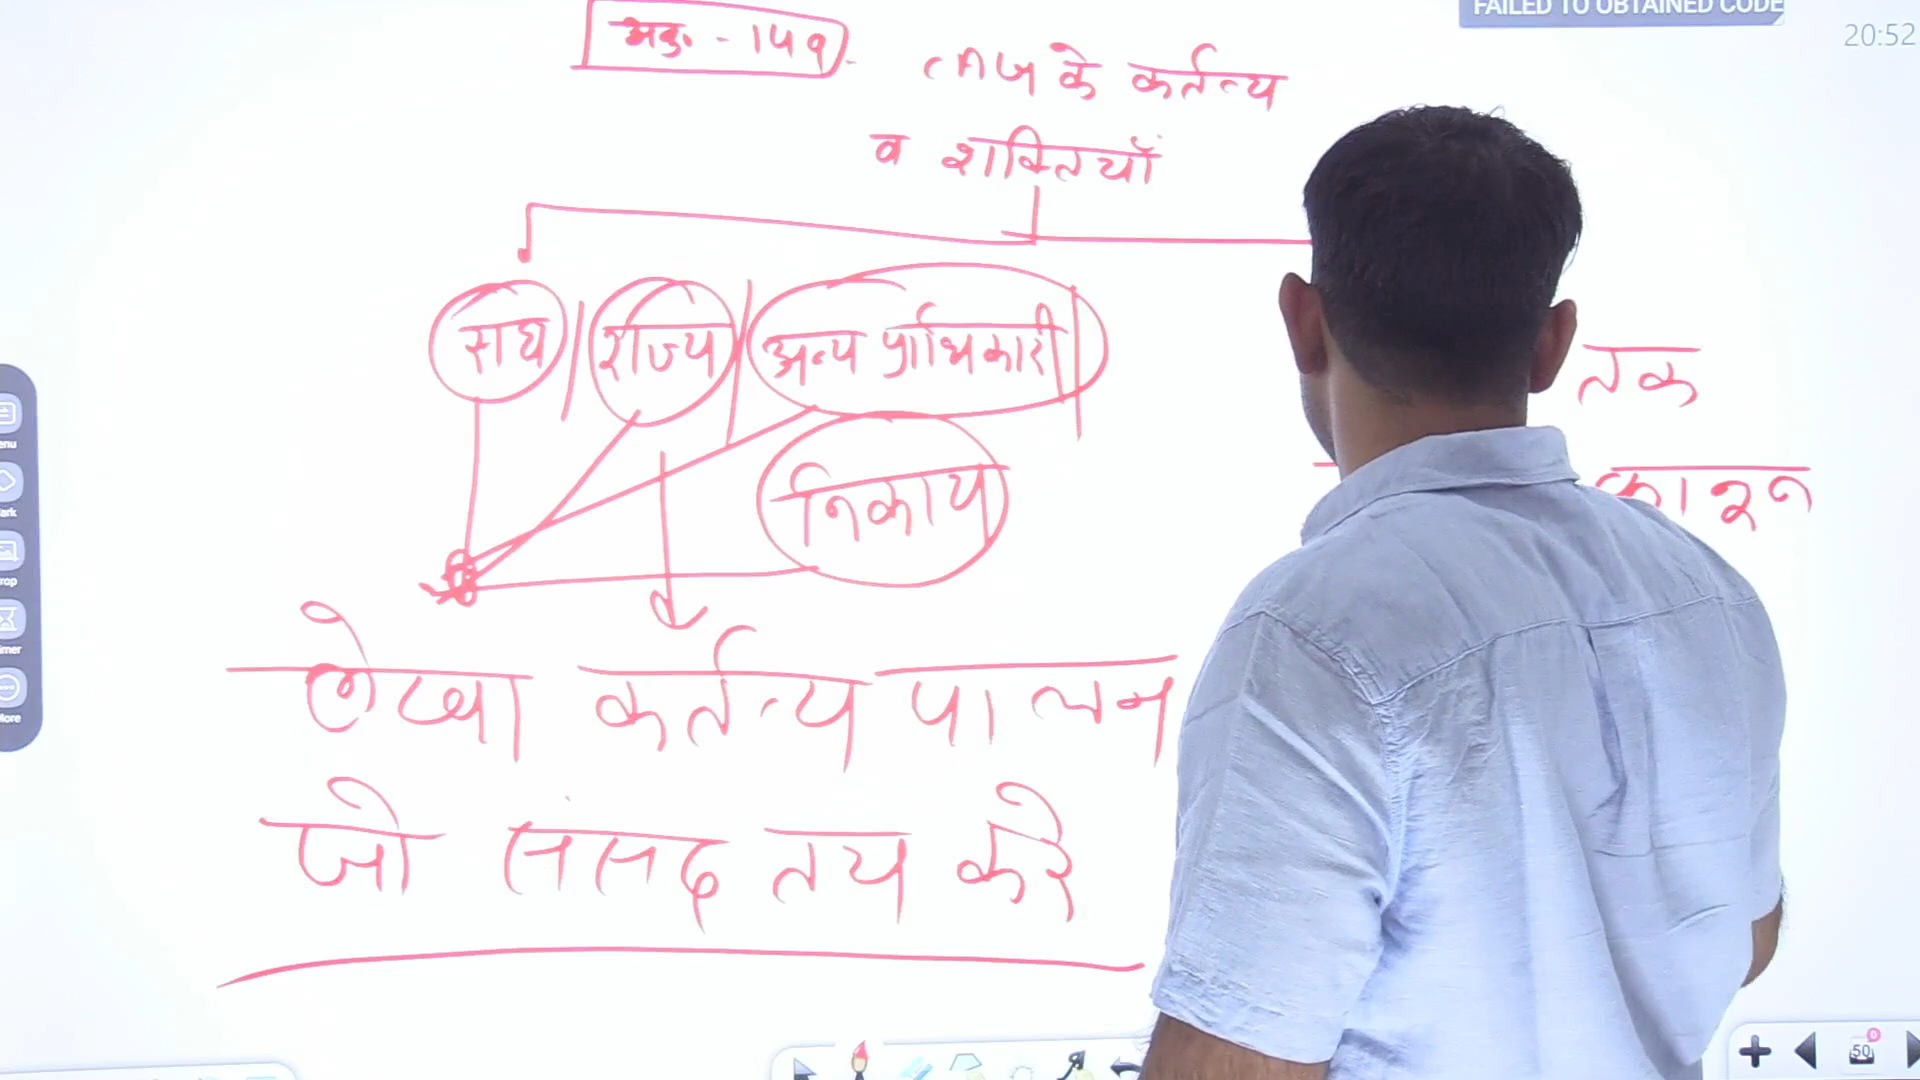 FAILED TO OBTAINED CODE
20:52
अनु. - 149
CAG के कर्तव्य
व शक्तियाँ
संघ राज्य अन्य प्राधिकारी
तक
निकाय
लेखा कर्तव्य पालन
जो संसद तय करे
50